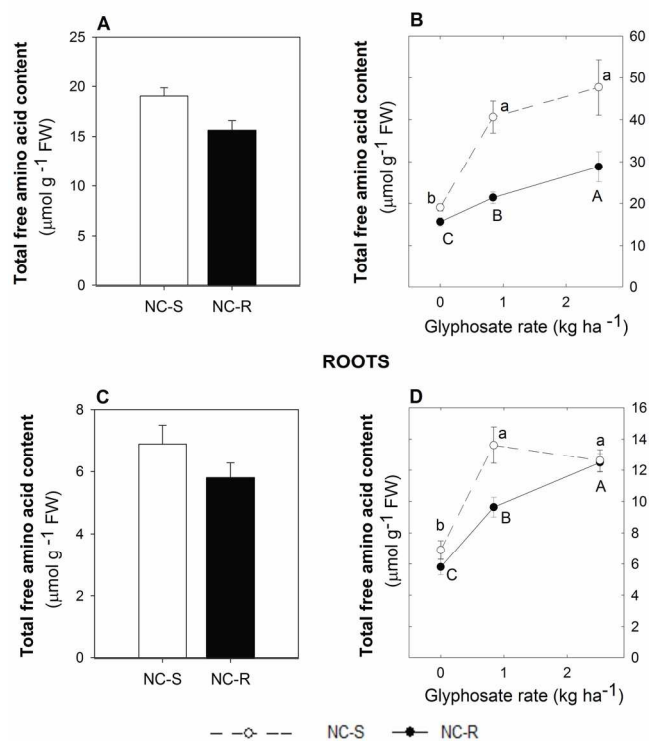 A
Total free amino acid content
(µmol g -1 FW)
25
20
15
10
5
0
NC-S
NC-R
B
Total free amino acid content
(µmol g -1 FW)
60
50
40
30
20
10
0
b
a
a
C
B
A
0
1
2
Glyphosate rate (kg ha -1)
ROOTS
C
Total free amino acid content
(µmol g-1 FW)
8
6
4
2
0
NC-S
NC-R
D
Total free amino acid content
(µmol g-1 FW)
16
14
12
10
8
6
4
2
0
b
a
a
C
B
A
0
1
2
Glyphosate rate (kg ha-1)
NC-S
NC-R